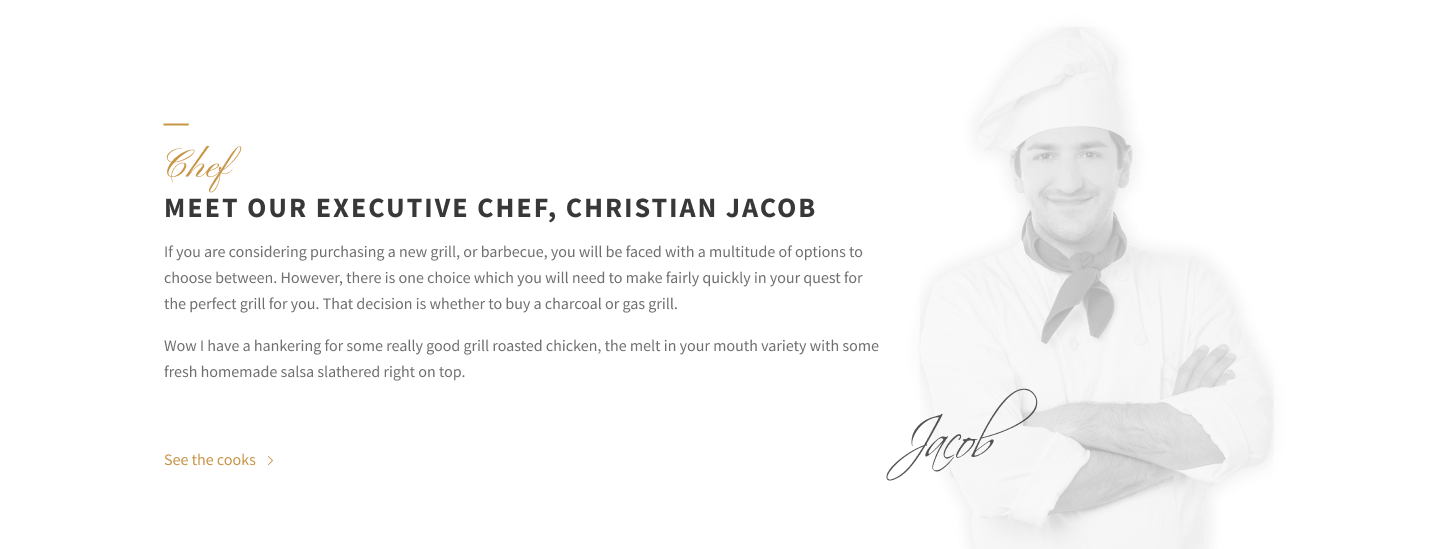 Chef
MEET OUR EXECUTIVE CHEF, CHRISTIAN JACOB
If you are considering purchasing a new grill, or barbecue, you will be faced with a multitude of options to
choose between. However, there is one choice which you will need to make fairly quickly in your quest for
the perfect grill for you. That decision is whether to buy a charcoal or gas grill.
Wow I have a hankering for some really good grill roasted chicken, the melt in your mouth variety with some
fresh homemade salsa slathered right on top.
Jacob
See the cooks